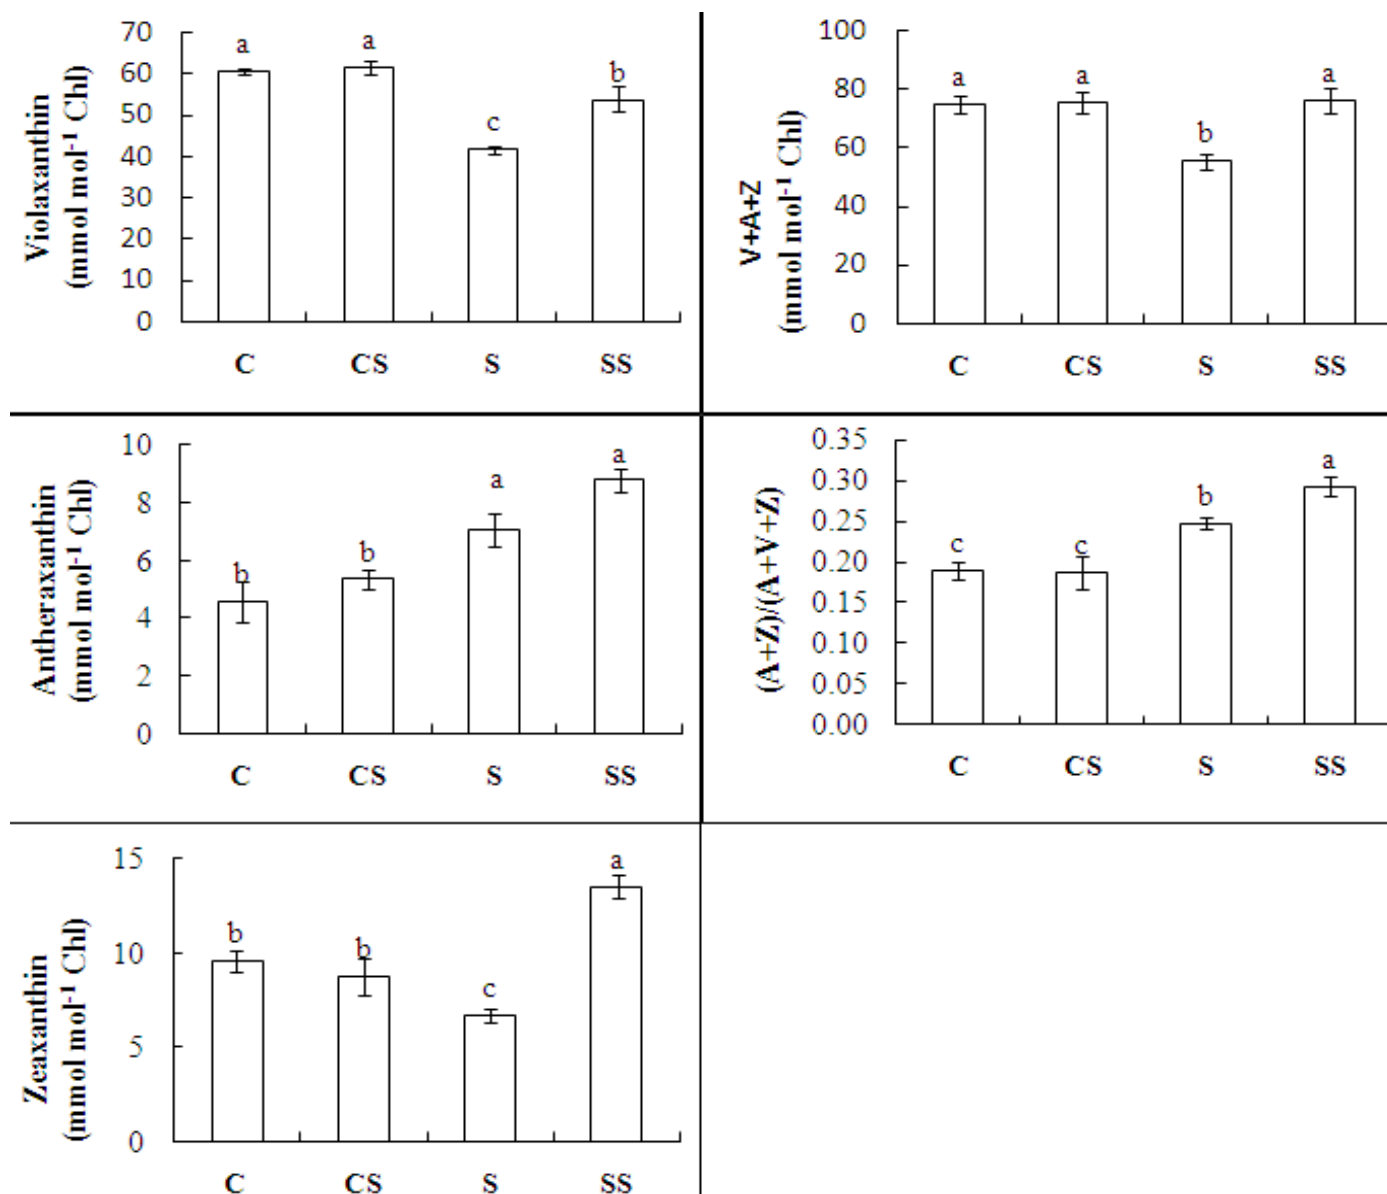 Violaxanthin
(mmol mol⁻¹ Chl)
70
60
50
40
30
20
10
0
a
a
c
b
C CS S SS
V+A+Z
(mmol mol⁻¹ Chl)
100
80
60
40
20
0
a
a
b
a
C CS S SS
Antheraxanthin
(mmol mol⁻¹ Chl)
10
8
6
4
2
0
b
b
a
a
C CS S SS
(A+Z)/(A+V+Z)
0.35
0.30
0.25
0.20
0.15
0.10
0.05
0.00
c
c
b
a
C CS S SS
Zeaxanthin
(mmol mol⁻¹ Chl)
15
10
5
0
b
b
c
a
C CS S SS